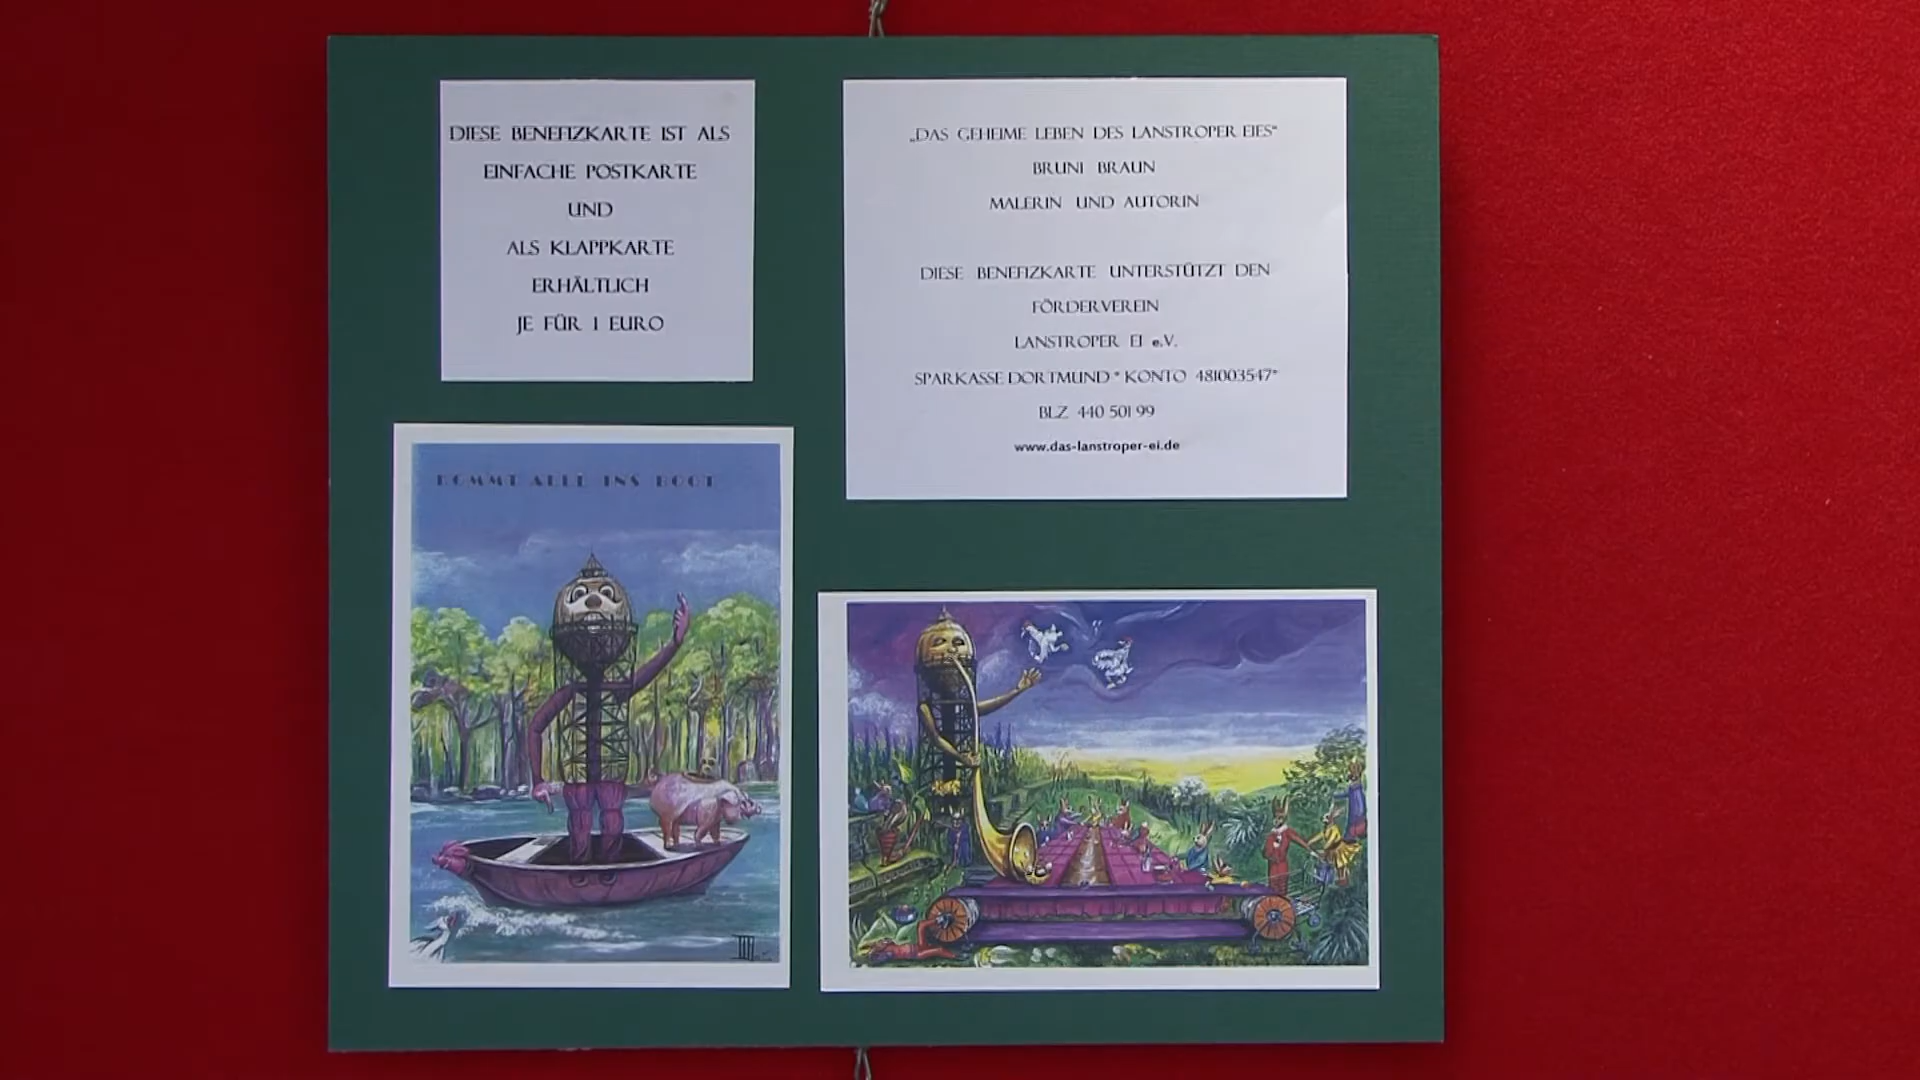 DIESE BENEFIZKARTE IST ALS
EINFACHE POSTKARTE
UND
ALS KLAPPKARTE
ERHÄLTLICH
JE FÜR 1 EURO
„DAS GEHEIME LEBEN DES LANSTROPER EIES“
BRUNI BRAUN
MALERIN UND AUTORIN
DIESE BENEFIZKARTE UNTERSTÜTZT DEN
FÖRDERVEREIN
LANSTROPER EI e.V.
SPARKASSE DORTMUND * KONTO 481003547*
BLZ 440 501 99
www.das-lanstroper-ei.de
KOMMT ALLE INS BOOT